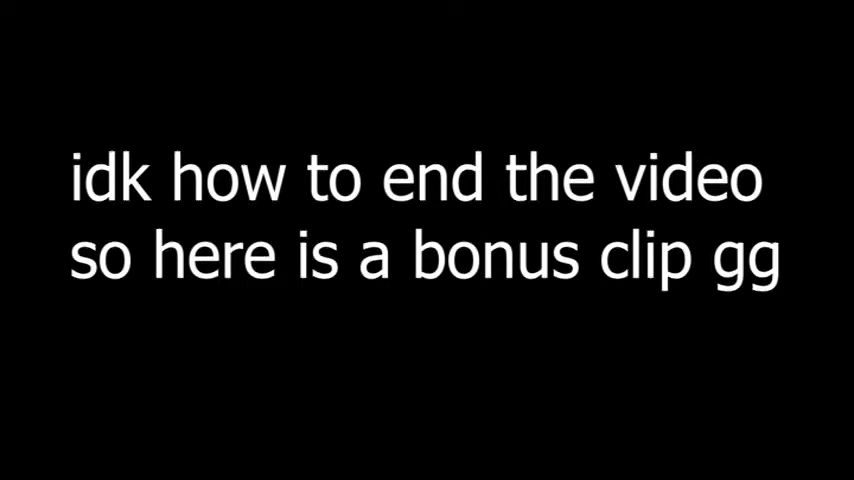 idk how to end the video
so here is a bonus clip gg